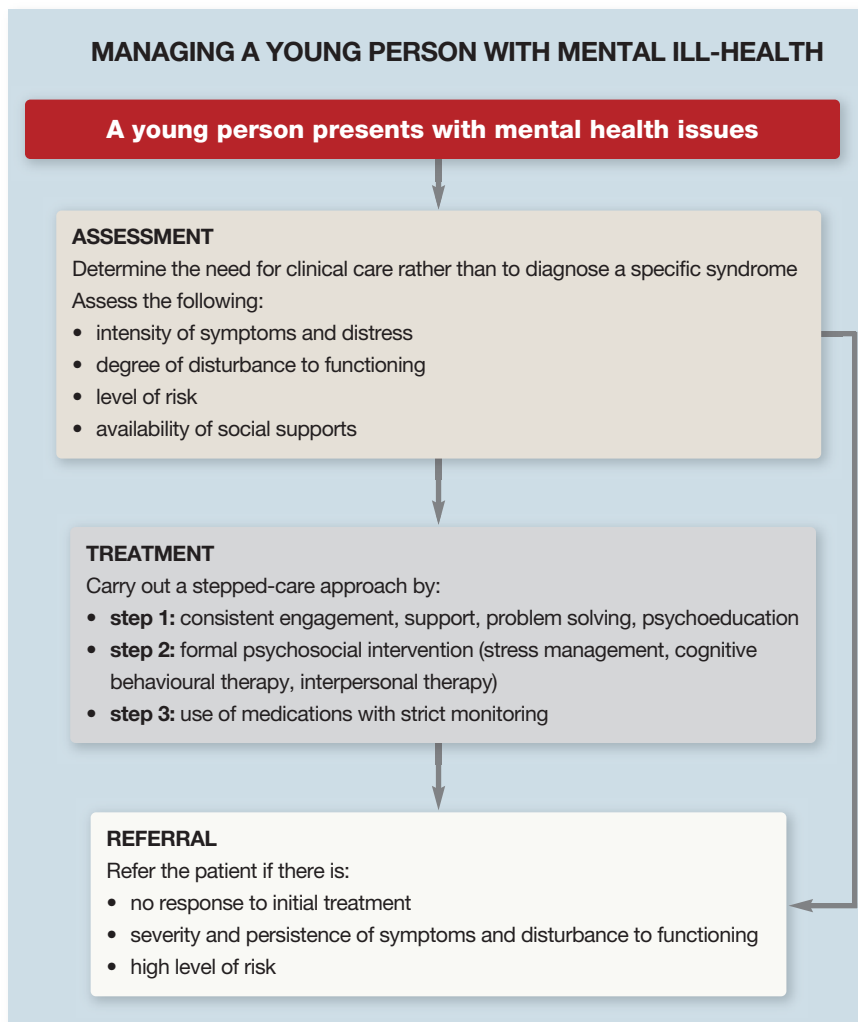 MANAGING A YOUNG PERSON WITH MENTAL ILL-HEALTH
A young person presents with mental health issues
ASSESSMENT
Determine the need for clinical care rather than to diagnose a specific syndrome
Assess the following:
• intensity of symptoms and distress
• degree of disturbance to functioning
• level of risk
• availability of social supports
TREATMENT
Carry out a stepped-care approach by:
• step 1: consistent engagement, support, problem solving, psychoeducation
• step 2: formal psychosocial intervention (stress management, cognitive
behavioural therapy, interpersonal therapy)
• step 3: use of medications with strict monitoring
REFERRAL
Refer the patient if there is:
• no response to initial treatment
• severity and persistence of symptoms and disturbance to functioning
• high level of risk